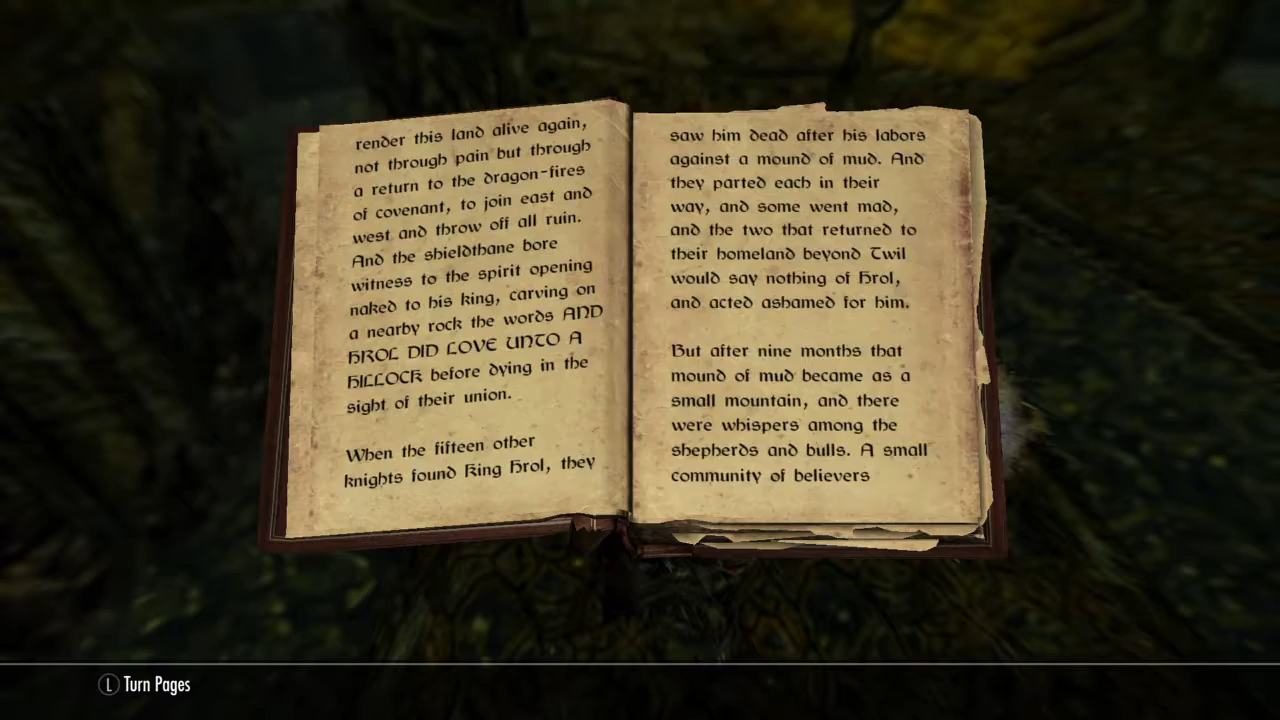 render this land alive again,
not through pain but through
a return to the dragon-fires
of covenant, to join east and
west and throw off all ruin.
And the shieldthane bore
witness to the spirit opening
naked to his king, carving on
a nearby rock the words AND
HROL DID LOVE UNTO A
HILLOCK before dying in the
sight of their union.
When the fifteen other
knights found King Hrol, they
saw him dead after his labors
against a mound of mud. And
they parted each in their
way, and some went mad,
and the two that returned to
their homeland beyond Twil
would say nothing of Hrol,
and acted ashamed for him.
But after nine months that
mound of mud became as a
small mountain, and there
were whispers among the
shepherds and bulls. A small
community of believers
L Turn Pages